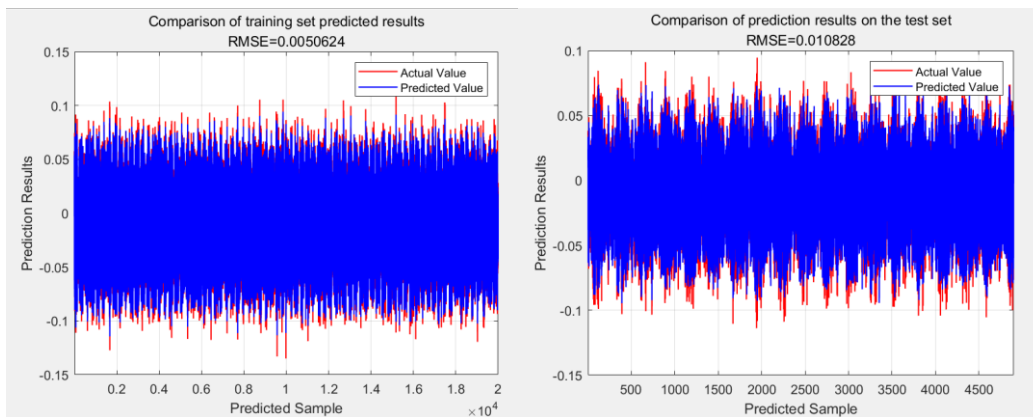 Comparison of training set predicted results
RMSE=0.0050624
0.15
0.1
0.05
0
-0.05
-0.1
-0.15
Prediction Results
Actual Value
Predicted Value
0.2 0.4 0.6 0.8 1 1.2 1.4 1.6 1.8 2
Predicted Sample
× 10⁴
Comparison of prediction results on the test set
RMSE=0.010828
0.1
0.05
0
-0.05
-0.1
-0.15
Prediction Results
Actual Value
Predicted Value
500 1000 1500 2000 2500 3000 3500 4000 4500
Predicted Sample